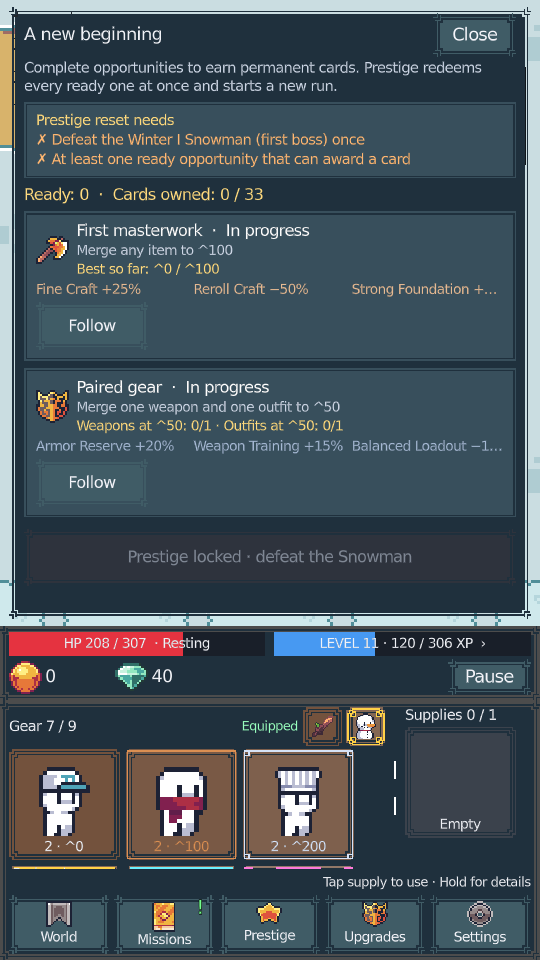 A new beginning
Close
Complete opportunities to earn permanent cards. Prestige redeems
every ready one at once and starts a new run.
Prestige reset needs
✗ Defeat the Winter I Snowman (first boss) once
✗ At least one ready opportunity that can award a card
Ready: 0 · Cards owned: 0 / 33
First masterwork · In progress
Merge any item to ^100
Best so far: ^0 / ^100
Fine Craft +25% Reroll Craft −50% Strong Foundation +…
Follow
Paired gear · In progress
Merge one weapon and one outfit to ^50
Weapons at ^50: 0/1 · Outfits at ^50: 0/1
Armor Reserve +20% Weapon Training +15% Balanced Loadout −1…
Follow
Prestige locked · defeat the Snowman
HP 208 / 307 · Resting
LEVEL 11 · 120 / 306 XP ›
0
40
Pause
Gear 7 / 9
Equipped
Supplies 0 / 1
2 · ^0
2 · ^100
2 · ^200
Empty
Tap supply to use · Hold for details
World
Missions
!
Prestige
Upgrades
Settings